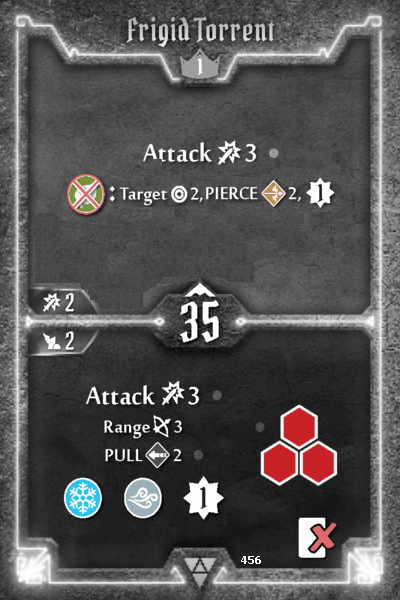 Frigid Torrent
1
Attack 3
: Target 2, PIERCE 2, 1
2
35
2
Attack 3
Range 3
PULL 2
1
456